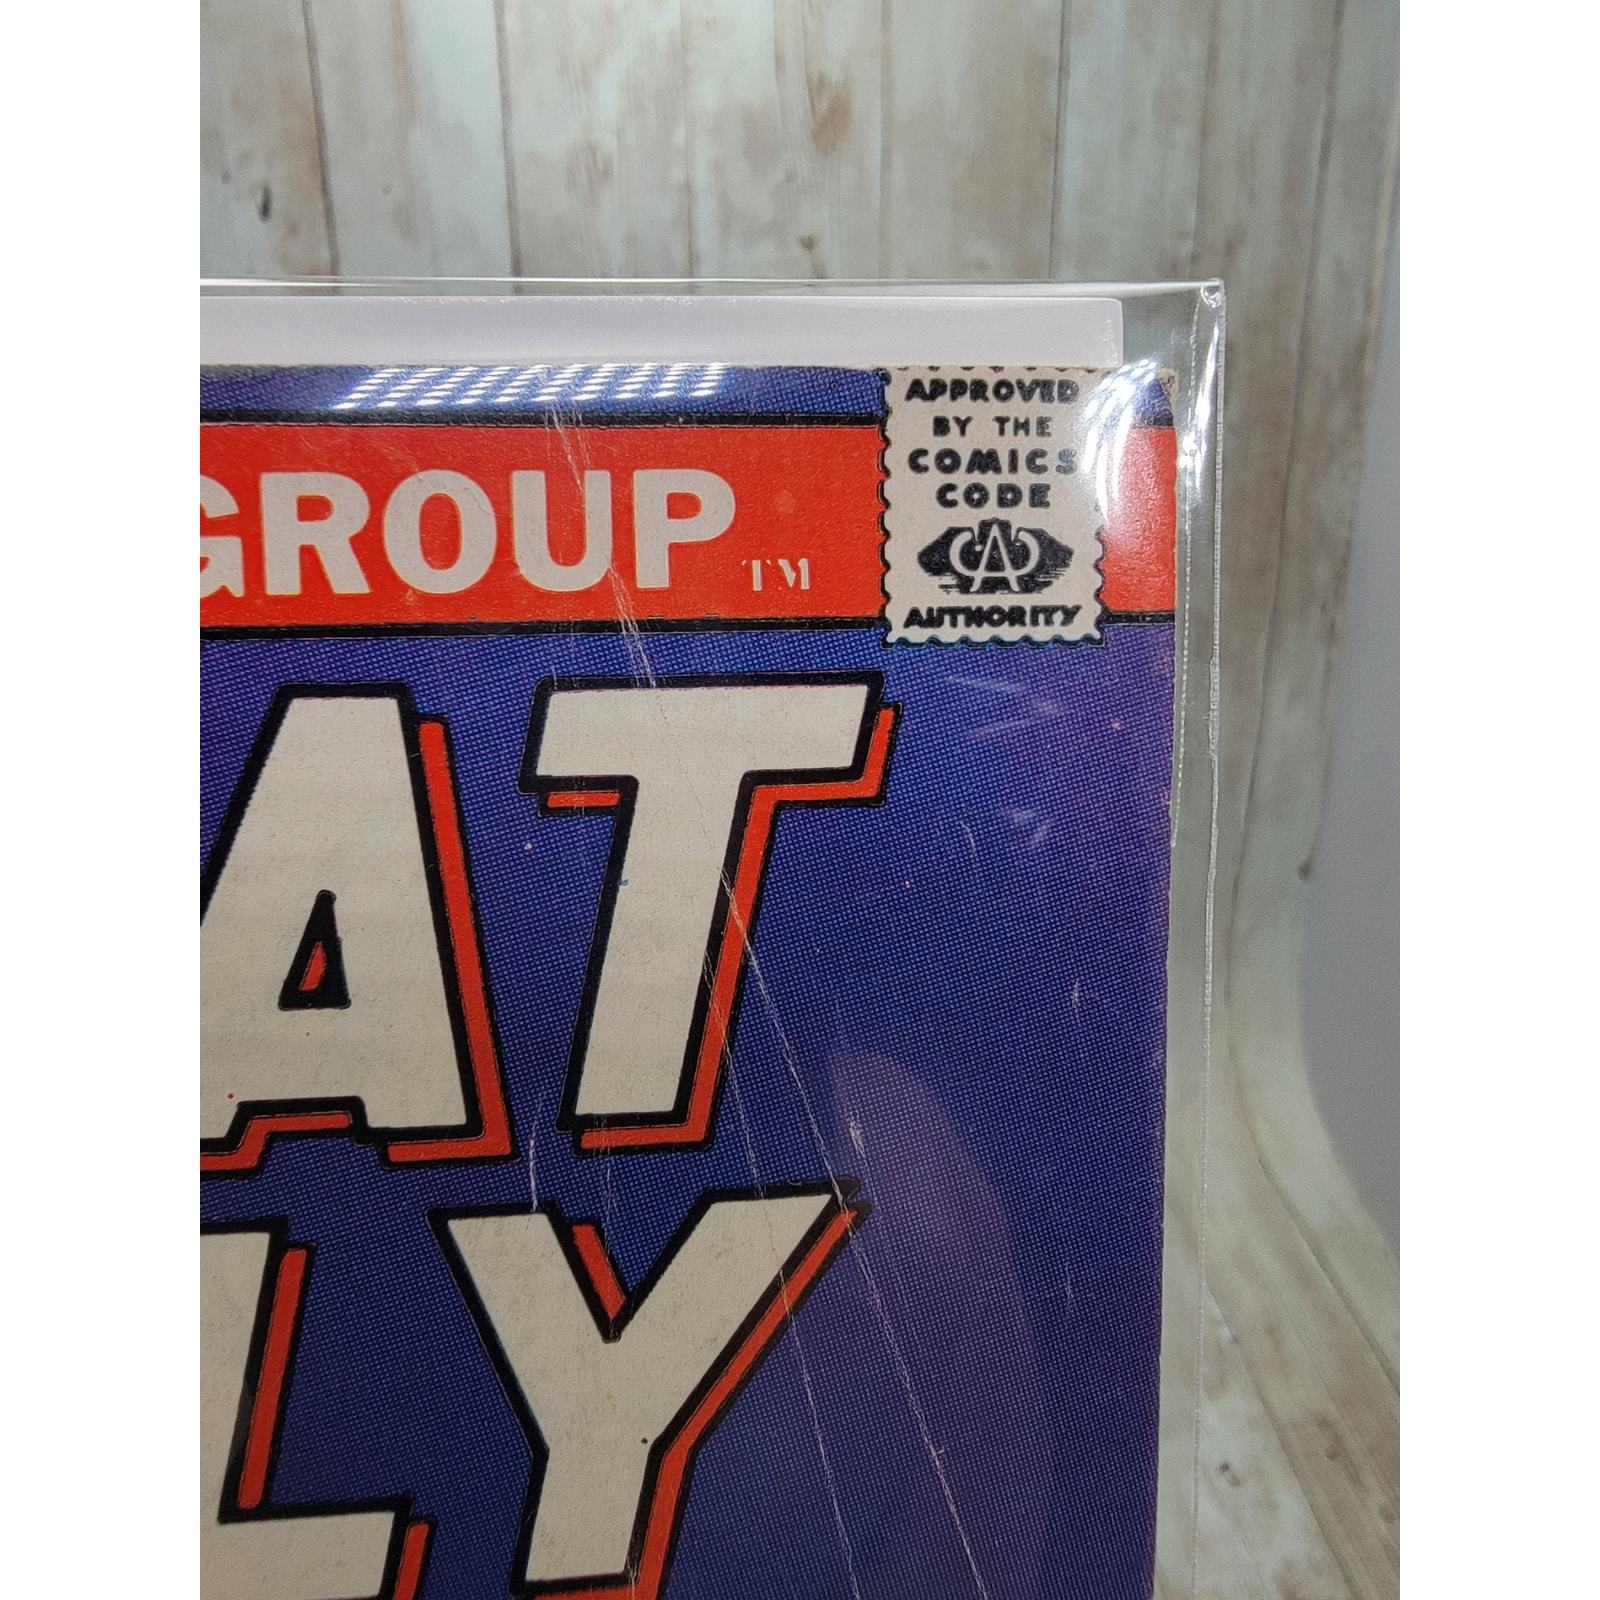 GROUP TM
APPROVED
BY THE
COMICS
CODE
CA
AUTHORITY
AT
LY